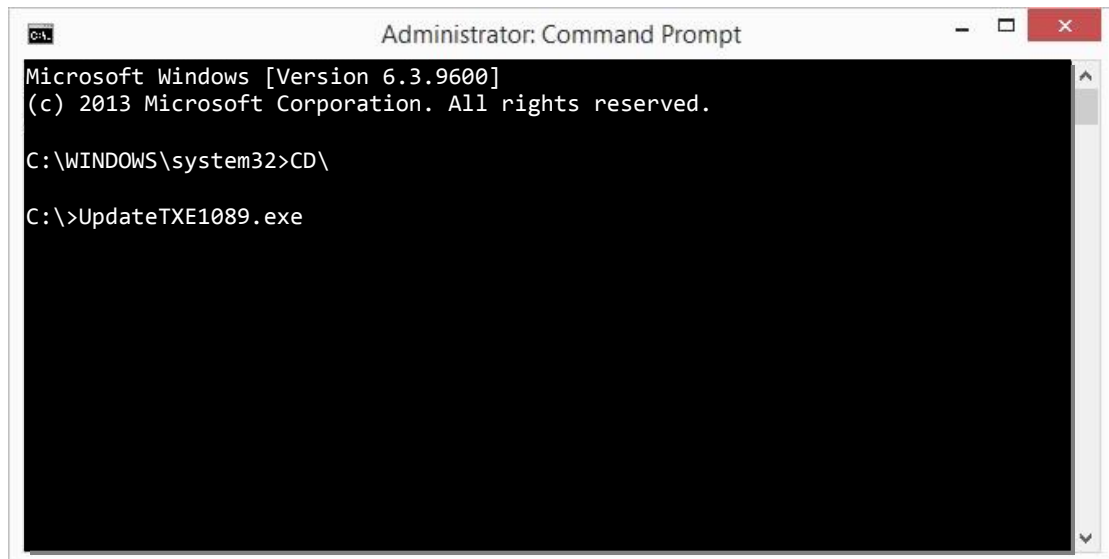 Administrator: Command Prompt
Microsoft Windows [Version 6.3.9600]
(c) 2013 Microsoft Corporation. All rights reserved.
C:\WINDOWS\system32>CD\
C:\>UpdateTXE1089.exe